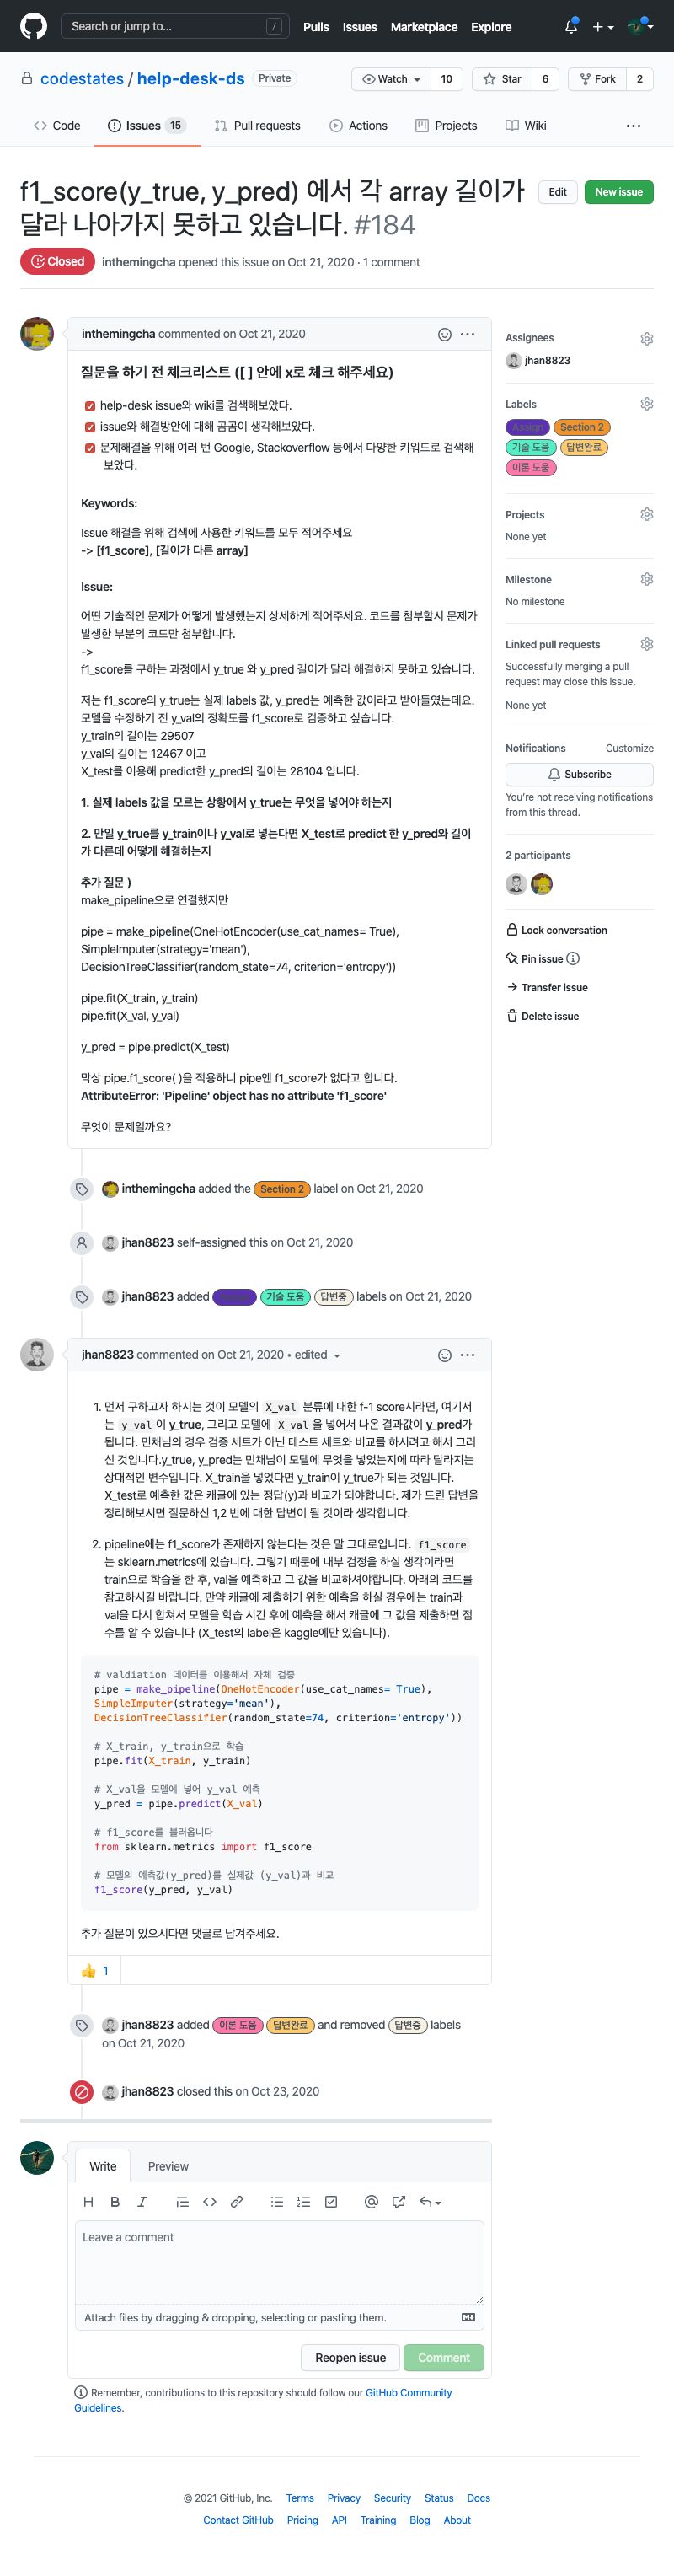 Search or jump to...
/
Pulls Issues Marketplace Explore
codestates / help-desk-ds Private
Watch 10 Star 6 Fork 2
Code Issues 15 Pull requests Actions Projects Wiki
f1_score(y_true, y_pred) 에서 각 array 길이가
달라 나아가지 못하고 있습니다. #184
Edit New issue
Closed inthemingcha opened this issue on Oct 21, 2020 · 1 comment
inthemingcha commented on Oct 21, 2020
질문을 하기 전 체크리스트 ([ ] 안에 x로 체크 해주세요)
help-desk issue와 wiki를 검색해보았다.
issue와 해결방안에 대해 곰곰이 생각해보았다.
문제해결을 위해 여러 번 Google, Stackoverflow 등에서 다양한 키워드로 검색해
보았다.
Keywords:
Issue 해결을 위해 검색에 사용한 키워드를 모두 적어주세요
-> [f1_score], [길이가 다른 array]
Issue:
어떤 기술적인 문제가 어떻게 발생했는지 상세하게 적어주세요. 코드를 첨부할시 문제가
발생한 부분의 코드만 첨부합니다.
->
f1_score를 구하는 과정에서 y_true 와 y_pred 길이가 달라 해결하지 못하고 있습니다.
저는 f1_score의 y_true는 실제 labels 값, y_pred는 예측한 값이라고 받아들였는데요.
모델을 수정하기 전 y_val의 정확도를 f1_score로 검증하고 싶습니다.
y_train의 길이는 29507
y_val의 길이는 12467 이고
X_test를 이용해 predict한 y_pred의 길이는 28104 입니다.
1. 실제 labels 값을 모르는 상황에서 y_true는 무엇을 넣어야 하는지
2. 만일 y_true를 y_train이나 y_val로 넣는다면 X_test로 predict 한 y_pred와 길이
가 다른데 어떻게 해결하는지
추가 질문 )
make_pipeline으로 연결했지만
pipe = make_pipeline(OneHotEncoder(use_cat_names= True),
SimpleImputer(strategy='mean'),
DecisionTreeClassifier(random_state=74, criterion='entropy'))
pipe.fit(X_train, y_train)
pipe.fit(X_val, y_val)
y_pred = pipe.predict(X_test)
막상 pipe.f1_score( )을 적용하니 pipe엔 f1_score가 없다고 합니다.
AttributeError: 'Pipeline' object has no attribute 'f1_score'
무엇이 문제일까요?
Assignees
jhan8823
Labels
Assign Section 2
기술 도움 답변완료
이론 도움
Projects
None yet
Milestone
No milestone
Linked pull requests
Successfully merging a pull
request may close this issue.
None yet
Notifications Customize
Subscribe
You're not receiving notifications
from this thread.
2 participants
Lock conversation
Pin issue
Transfer issue
Delete issue
inthemingcha added the Section 2 label on Oct 21, 2020
jhan8823 self-assigned this on Oct 21, 2020
jhan8823 added Assign 기술 도움 답변중 labels on Oct 21, 2020
jhan8823 commented on Oct 21, 2020 • edited
1. 먼저 구하고자 하시는 것이 모델의 X_val 분류에 대한 f-1 score시라면, 여기서
는 y_val 이 y_true, 그리고 모델에 X_val 을 넣어서 나온 결과값이 y_pred가
됩니다. 민채님의 경우 검증 세트가 아닌 테스트 세트와 비교를 하시려고 해서 그러
신 것입니다.y_true, y_pred는 민채님이 모델에 무엇을 넣었는지에 따라 달라지는
상대적인 변수입니다. X_train을 넣었다면 y_train이 y_true가 되는 것입니다.
X_test로 예측한 값은 캐글에 있는 정답(y)과 비교가 되야합니다. 제가 드린 답변을
정리해보시면 질문하신 1,2 번에 대한 답변이 될 것이라 생각합니다.
2. pipeline에는 f1_score가 존재하지 않는다는 것은 말 그대로입니다. f1_score
는 sklearn.metrics에 있습니다. 그렇기 때문에 내부 검정을 하실 생각이라면
train으로 학습을 한 후, val을 예측하고 그 값을 비교하셔야합니다. 아래의 코드를
참고하시길 바랍니다. 만약 캐글에 제출하기 위한 예측을 하실 경우에는 train과
val을 다시 합쳐서 모델을 학습 시킨 후에 예측을 해서 캐글에 그 값을 제출하면 점
수를 알 수 있습니다 (X_test의 label은 kaggle에만 있습니다).
# valdiation 데이터를 이용해서 자체 검증
pipe = make_pipeline(OneHotEncoder(use_cat_names= True),
SimpleImputer(strategy='mean'),
DecisionTreeClassifier(random_state=74, criterion='entropy'))
# X_train, y_train으로 학습
pipe.fit(X_train, y_train)
# X_val을 모델에 넣어 y_val 예측
y_pred = pipe.predict(X_val)
# f1_score를 불러옵니다
from sklearn.metrics import f1_score
# 모델의 예측값(y_pred)를 실제값 (y_val)과 비교
f1_score(y_pred, y_val)
추가 질문이 있으시다면 댓글로 남겨주세요.
👍 1
jhan8823 added 이론 도움 답변완료 and removed 답변중 labels
on Oct 21, 2020
jhan8823 closed this on Oct 23, 2020
Write Preview
Leave a comment
Attach files by dragging & dropping, selecting or pasting them.
Reopen issue Comment
Remember, contributions to this repository should follow our GitHub Community
Guidelines.
© 2021 GitHub, Inc. Terms Privacy Security Status Docs
Contact GitHub Pricing API Training Blog About